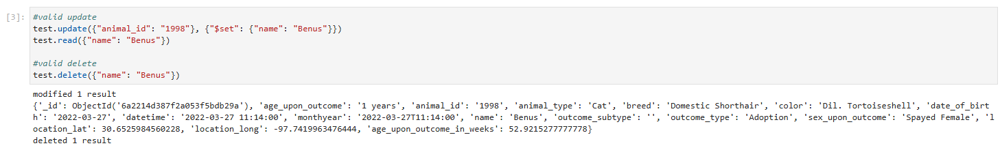 [3]:
#valid update
test.update({"animal_id": "1998"}, {"$set": {"name": "Benus"}})
test.read({"name": "Benus"})
#valid delete
test.delete({"name": "Benus"})
modified 1 result
{'_id': ObjectId('6a2214d387f2a053f5bdb29a'), 'age_upon_outcome': '1 years', 'animal_id': '1998', 'animal_type': 'Cat', 'breed': 'Domestic Shorthair', 'color': 'Dil. Tortoiseshell', 'date_of_birt
h': '2022-03-27', 'datetime': '2022-03-27 11:14:00', 'monthyear': '2022-03-27T11:14:00', 'name': 'Benus', 'outcome_subtype': '', 'outcome_type': 'Adoption', 'sex_upon_outcome': 'Spayed Female', 'l
ocation_lat': 30.6525984560228, 'location_long': -97.7419963476444, 'age_upon_outcome_in_weeks': 52.9215277777778}
deleted 1 result